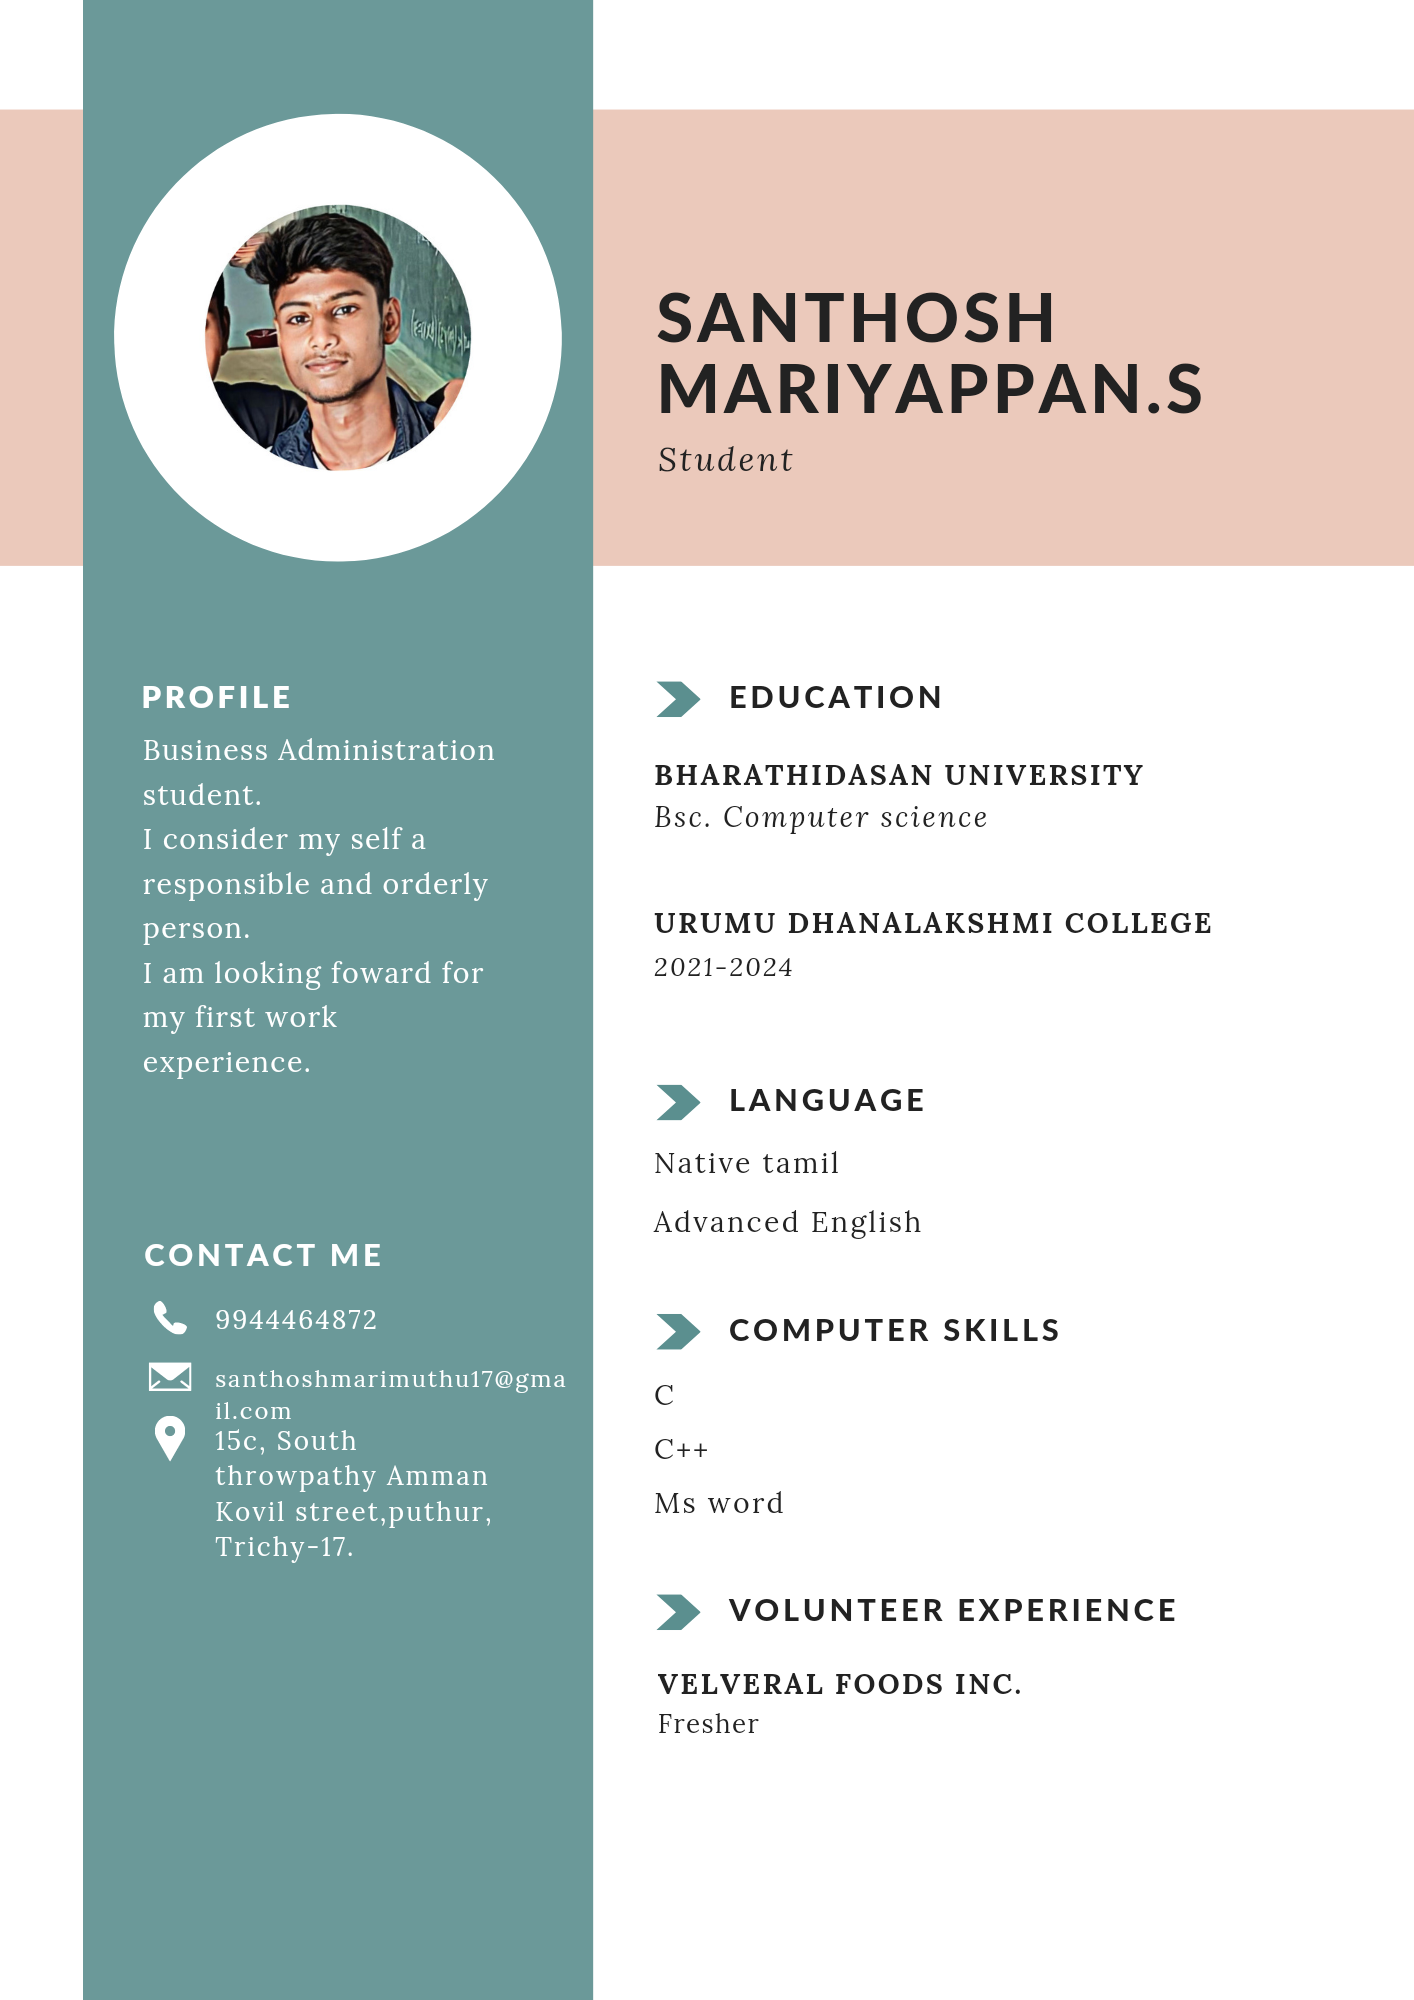 SANTHOSH
MARIYAPPAN.S
Student
PROFILE
Business Administration
student.
I consider my self a
responsible and orderly
person.
I am looking foward for
my first work
experience.
CONTACT ME
9944464872
santhoshmarimuthu17@gma
il.com
15c, South
throwpathy Amman
Kovil street,puthur,
Trichy-17.
EDUCATION
BHARATHIDASAN UNIVERSITY
Bsc. Computer science
URUMU DHANALAKSHMI COLLEGE
2021-2024
LANGUAGE
Native tamil
Advanced English
COMPUTER SKILLS
C
C++
Ms word
VOLUNTEER EXPERIENCE
VELVERAL FOODS INC.
Fresher